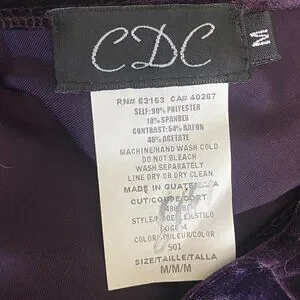 CDC
M
RN# 63153 CA# 40267
SELF: 90% POLYESTER
10% SPANDEX
CONTRAST: 54% RAYON
46% ACETATE
MACHINE/HAND WASH COLD
DO NOT BLEACH
WASH SEPARATELY
LINE DRY OR DRY CLEAN
MADE IN GUATEMALA
CUT/COUPE/CORT
STYLE/MODELE/ESTILO
COLOR/COULEUR/COLOR
501
SIZE/TAILLE/TALLA
M/M/M